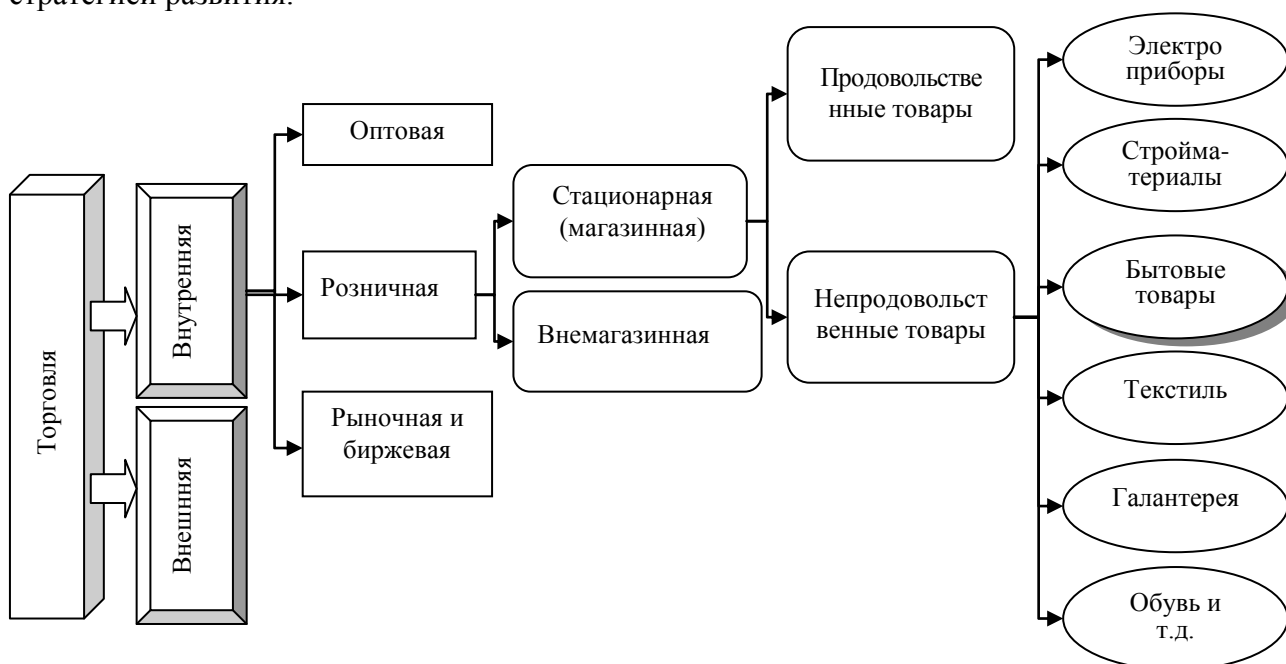 стратегией развития.
Торговля
Внутренняя
Внешняя
Оптовая
Розничная
Рыночная и
биржевая
Стационарная
(магазинная)
Внемагазинная
Продовольстве
нные товары
Непродовольст
венные товары
Электро
приборы
Стройма-
териалы
Бытовые
товары
Текстиль
Галантерея
Обувь и
т.д.